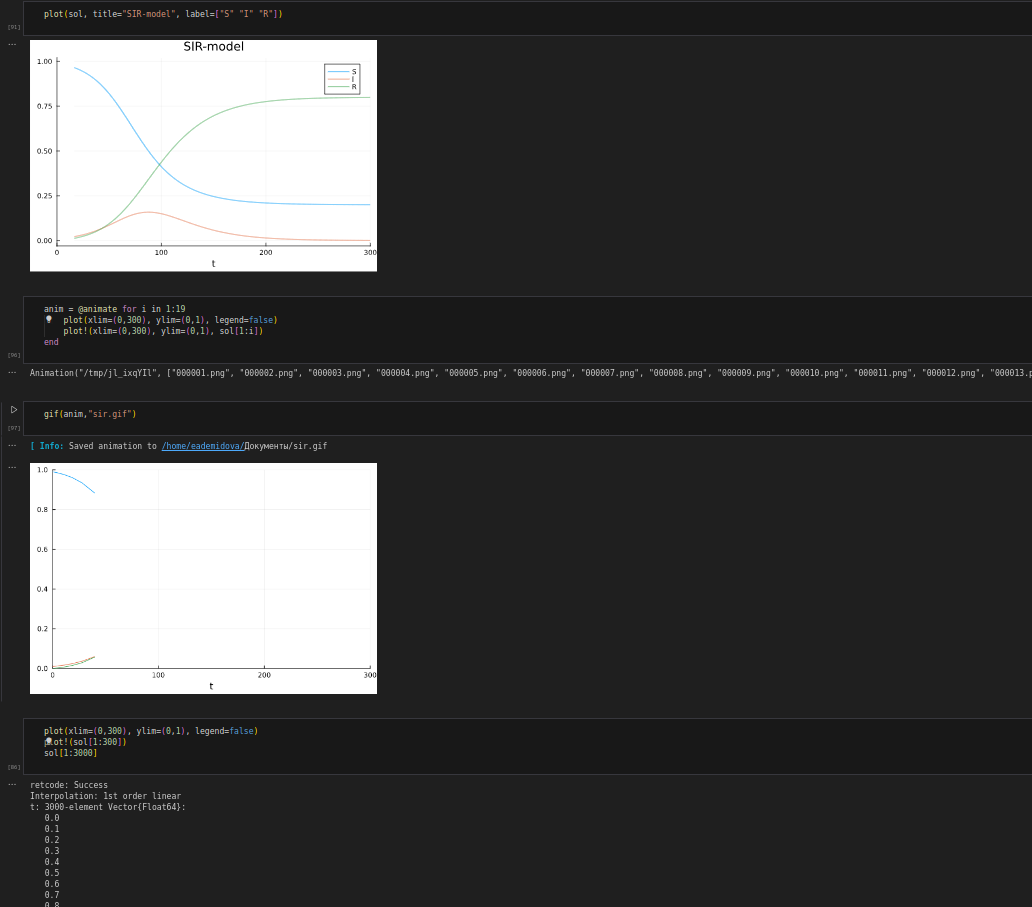 plot(sol, title="SIR-model", label=["S" "I" "R"])
[91]
...
SIR-model
1.00
0.75
0.50
0.25
0.00
0
100
200
300
t
S
I
R
anim = @animate for i in 1:19
plot(xlim=(0,300), ylim=(0,1), legend=false)
plot!(xlim=(0,300), ylim=(0,1), sol[1:i])
end
[96]
... Animation("/tmp/jl_ixqYIl", ["000001.png", "000002.png", "000003.png", "000004.png", "000005.png", "000006.png", "000007.png", "000008.png", "000009.png", "000010.png", "000011.png", "000012.png", "000013.p
gif(anim,"sir.gif")
[97]
... [ Info: Saved animation to /home/eademidova/Документы/sir.gif
...
1.0
0.8
0.6
0.4
0.2
0.0
0
100
200
300
t
plot(xlim=(0,300), ylim=(0,1), legend=false)
plot!(sol[1:300])
sol[1:3000]
[86]
... retcode: Success
Interpolation: 1st order linear
t: 3000-element Vector{Float64}:
0.0
0.1
0.2
0.3
0.4
0.5
0.6
0.7
0.8